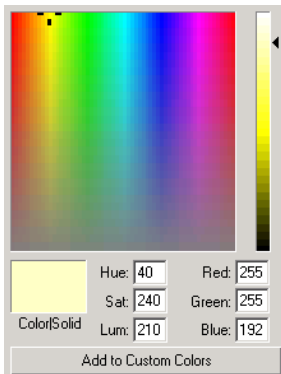 Hue: 40 Red: 255
Sat: 240 Green: 255
Color|Solid Lum: 210 Blue: 192
Add to Custom Colors